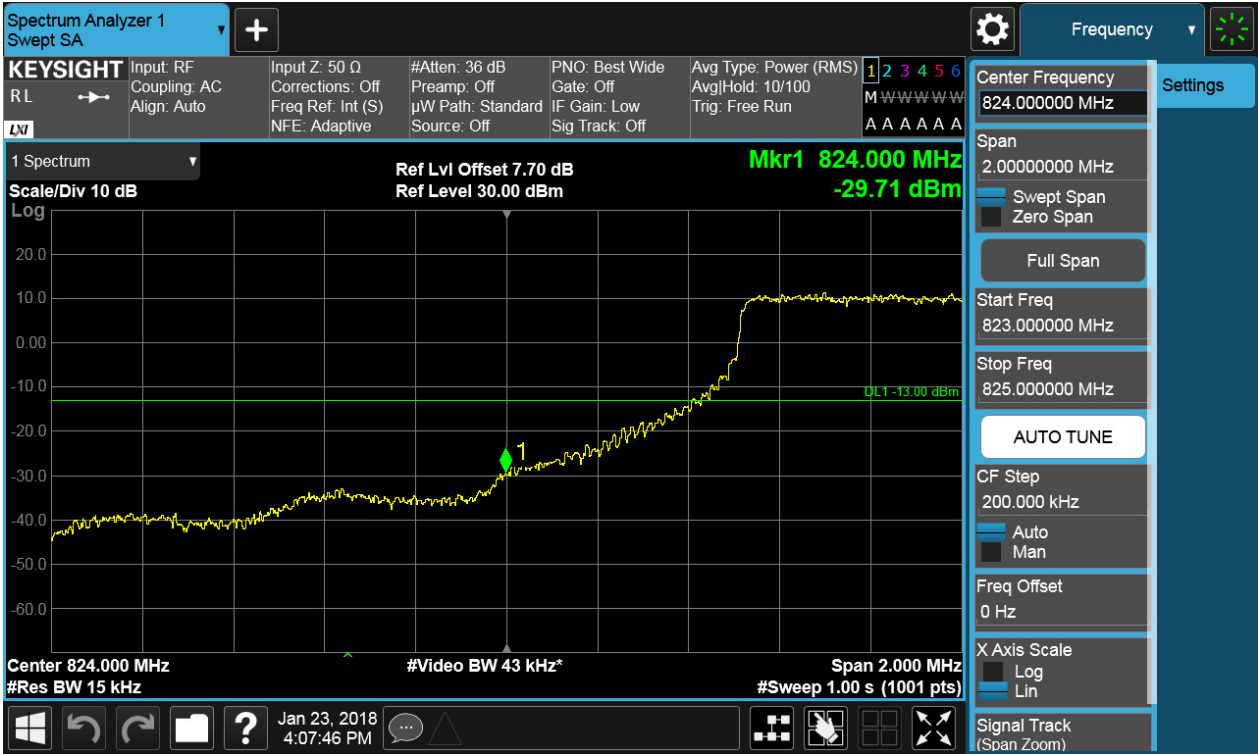 Spectrum Analyzer 1
Swept SA
+
Frequency
KEYSIGHT
R L
LXI
Input: RF
Coupling: AC
Align: Auto
Input Z: 50 Ω
Corrections: Off
Freq Ref: Int (S)
NFE: Adaptive
#Atten: 36 dB
Preamp: Off
µW Path: Standard
Source: Off
PNO: Best Wide
Gate: Off
IF Gain: Low
Sig Track: Off
Avg Type: Power (RMS)
Avg|Hold: 10/100
Trig: Free Run
1 2 3 4 5 6
M W W W W W
A A A A A A
1 Spectrum
Scale/Div 10 dB
Log
Ref Lvl Offset 7.70 dB
Ref Level 30.00 dBm
Mkr1 824.000 MHz
-29.71 dBm
20.0
10.0
0.00
-10.0
-20.0
-30.0
-40.0
-50.0
-60.0
DL1 -13.00 dBm
1
Center 824.000 MHz
#Res BW 15 kHz
#Video BW 43 kHz*
Span 2.000 MHz
#Sweep 1.00 s (1001 pts)
?
Jan 23, 2018
4:07:46 PM
Center Frequency
824.000000 MHz
Span
2.00000000 MHz
Swept Span
Zero Span
Full Span
Start Freq
823.000000 MHz
Stop Freq
825.000000 MHz
AUTO TUNE
CF Step
200.000 kHz
Auto
Man
Freq Offset
0 Hz
X Axis Scale
Log
Lin
Signal Track
(Span Zoom)
Settings